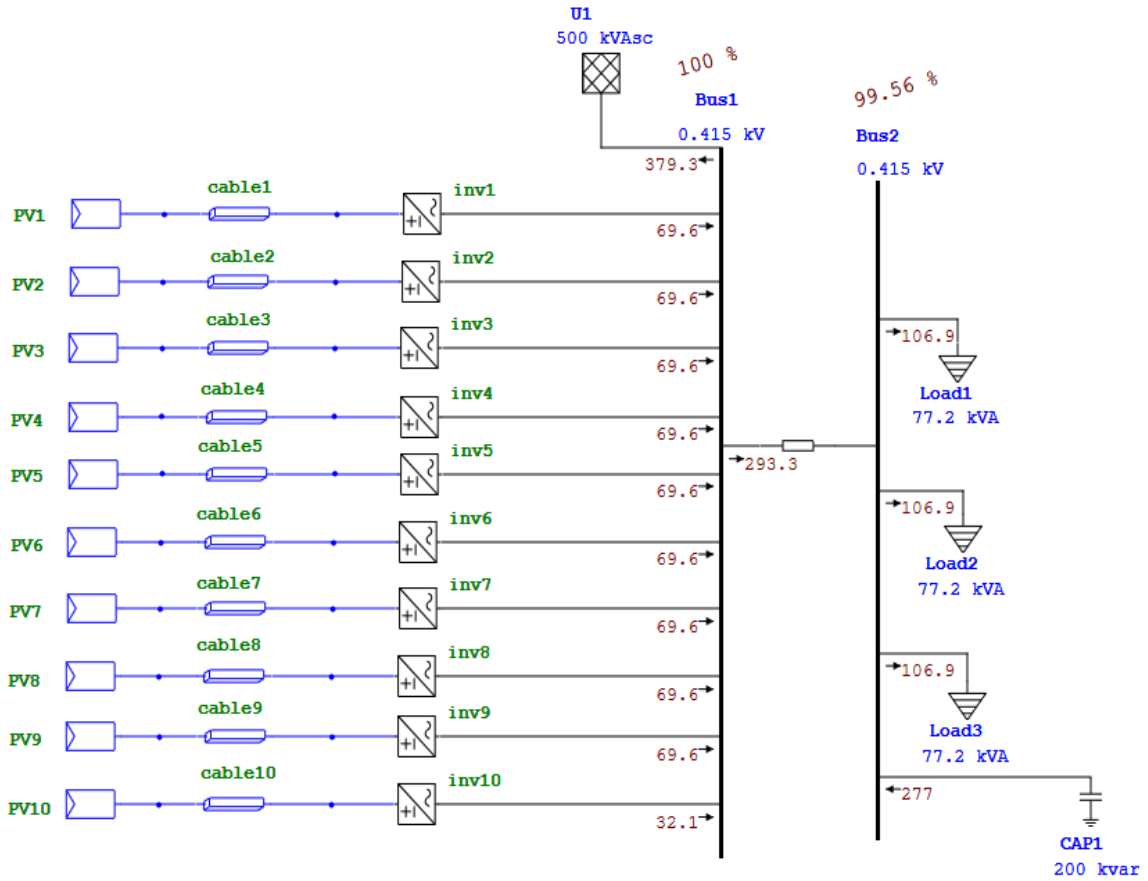 U1
500 kVAsc
100 %
Bus1
0.415 kV
99.56 %
Bus2
0.415 kV
379.3
PV1
cable1
inv1
69.6
PV2
cable2
inv2
69.6
PV3
cable3
inv3
69.6
PV4
cable4
inv4
69.6
PV5
cable5
inv5
69.6
PV6
cable6
inv6
69.6
PV7
cable7
inv7
69.6
PV8
cable8
inv8
69.6
PV9
cable9
inv9
69.6
PV10
cable10
inv10
32.1
293.3
106.9
Load1
77.2 kVA
106.9
Load2
77.2 kVA
106.9
Load3
77.2 kVA
277
CAP1
200 kvar